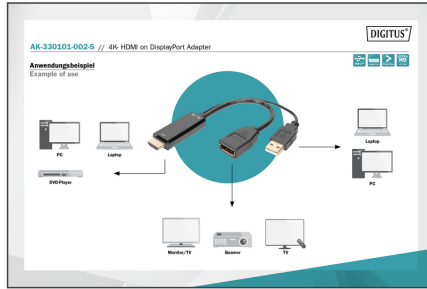 DIGITUS®
AK-330101-002-S // 4K- HDMI on DisplayPort Adapter
Anwendungsbeispiel
Example of use
PC
Laptop
DVD-Player
Laptop
PC
Monitor/TV
Beamer
TV